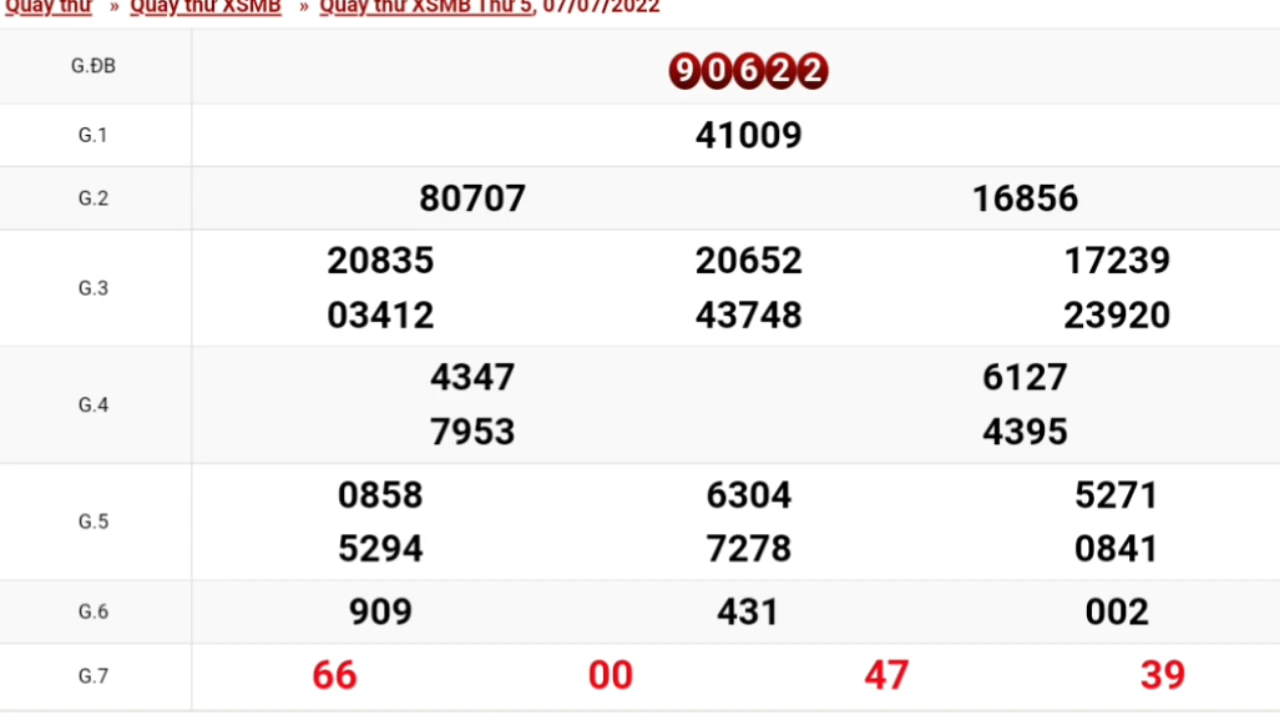 Quay thử » Quay thử XSMB » Quay thử XSMB Thứ 5, 07/07/2022
G.ĐB 90622
G.1 41009
G.2 80707 16856
G.3 20835 20652 17239
03412 43748 23920
G.4 4347 6127
7953 4395
G.5 0858 6304 5271
5294 7278 0841
G.6 909 431 002
G.7 66 00 47 39